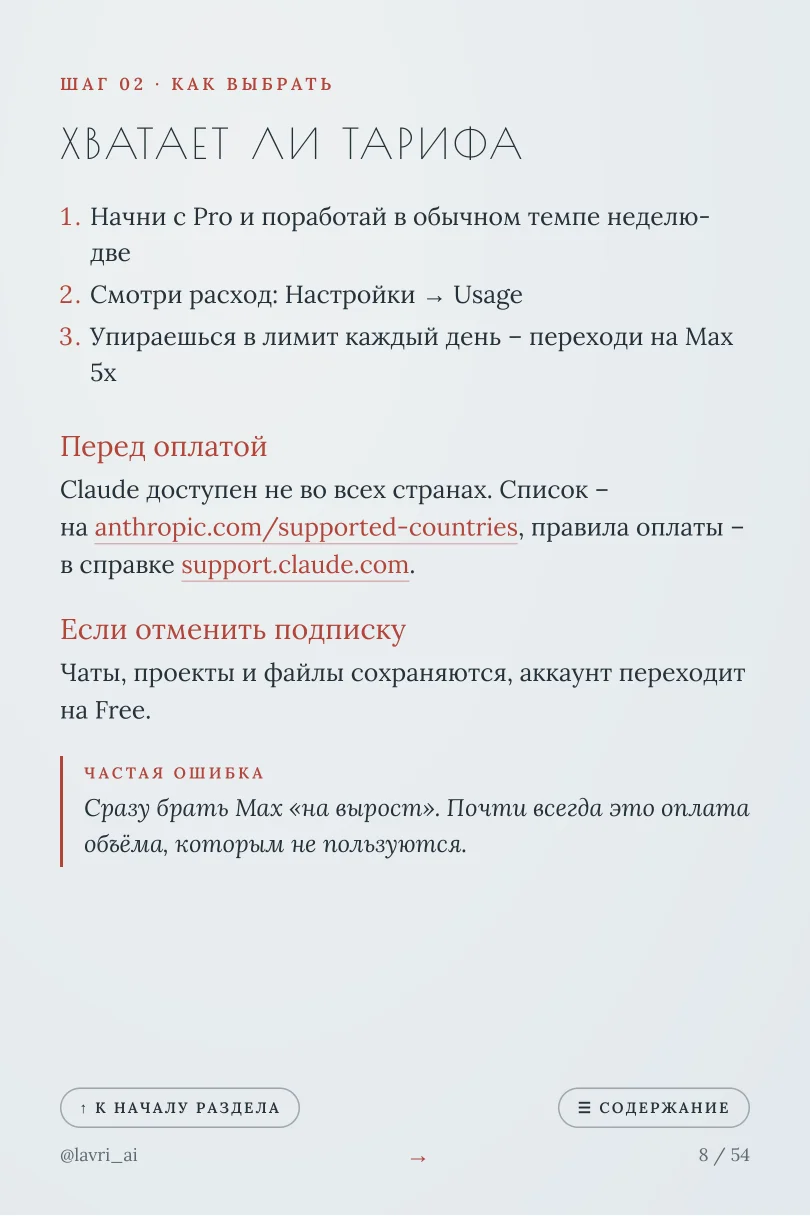 ШАГ 02 · КАК ВЫБРАТЬ
ХВАТАЕТ ЛИ ТАРИФА
1. Начни с Pro и поработай в обычном темпе неделю-
две
2. Смотри расход: Настройки → Usage
3. Упираешься в лимит каждый день – переходи на Max
5x
Перед оплатой
Claude доступен не во всех странах. Список –
на anthropic.com/supported-countries, правила оплаты –
в справке support.claude.com.
Если отменить подписку
Чаты, проекты и файлы сохраняются, аккаунт переходит
на Free.
ЧАСТАЯ ОШИБКА
Сразу брать Max «на вырост». Почти всегда это оплата
объёма, которым не пользуются.
↑ К НАЧАЛУ РАЗДЕЛА
☰ СОДЕРЖАНИЕ
@lavri_ai
→
8 / 54